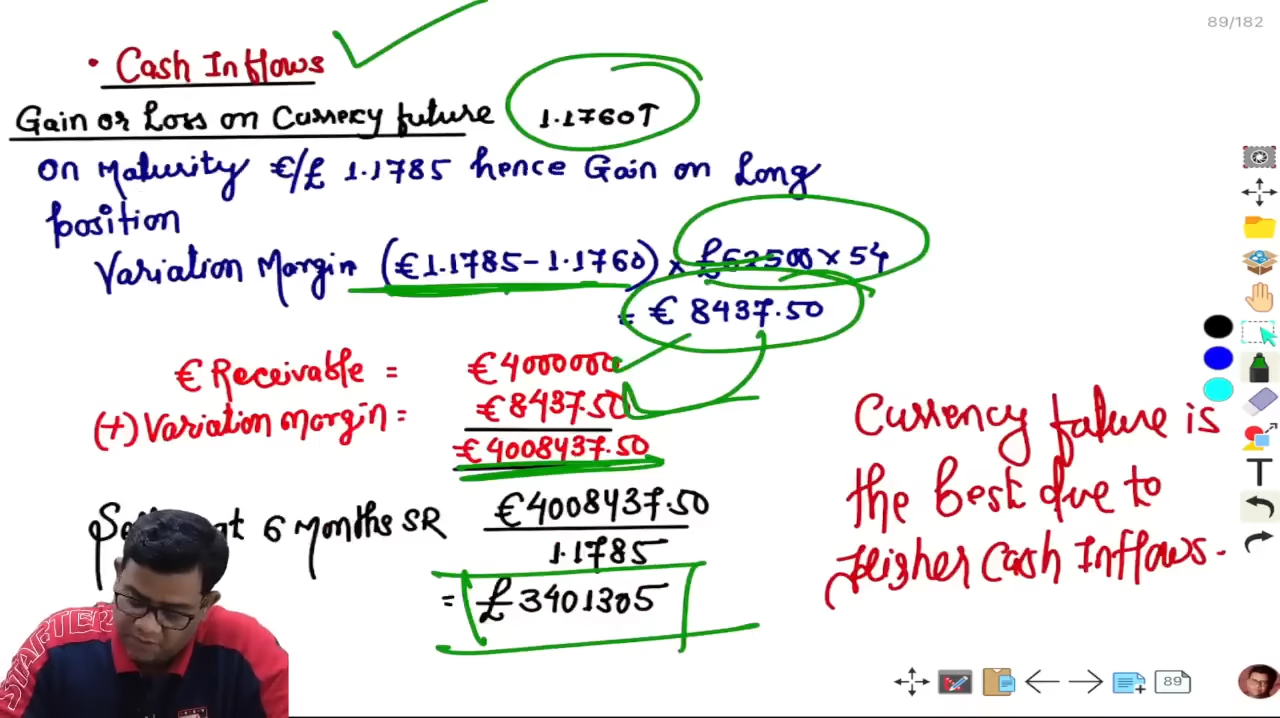 89/182
• Cash Inflows
Gain or Loss on Currency future 1.1760↑
on Maturity €/£ 1.1785 hence Gain on Long
position
Variation Margin (€1.1785 - 1.1760) × £62500 × 54
= € 8437.50
€ Receivable = €4000000
(+) Variation Margin = €8437.50
€4008437.50
at 6 Months SR €4008437.50
1.1785
= £3401305
Currency future is
the best due to
Higher Cash Inflows.
STARTER
T
89